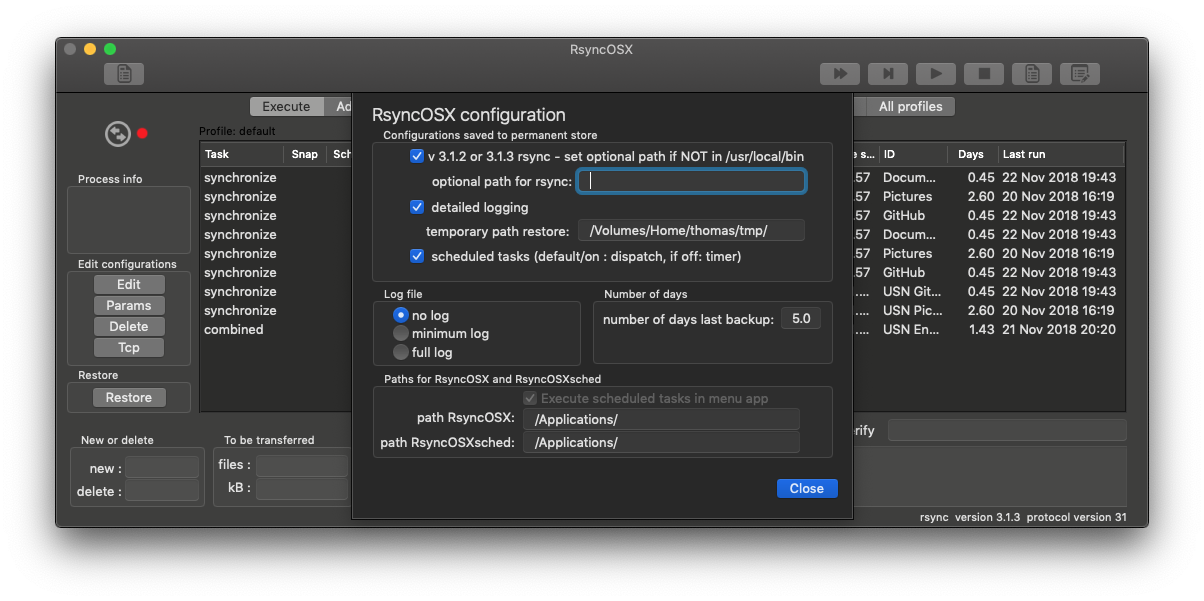 RsyncOSX
Execute Ad All profiles
Profile: default
Task Snap Sch e s... ID Days Last run
synchronize .57 Docum... 0.45 22 Nov 2018 19:43
synchronize .57 Pictures 2.60 20 Nov 2018 16:19
synchronize .57 GitHub 0.45 22 Nov 2018 19:43
synchronize .57 Docum... 0.45 22 Nov 2018 19:43
synchronize .57 Pictures 2.60 20 Nov 2018 16:19
synchronize .57 GitHub 0.45 22 Nov 2018 19:43
synchronize .... USN Git... 0.45 22 Nov 2018 19:43
synchronize .... USN Pic... 2.60 20 Nov 2018 16:19
combined .... USN En... 1.43 21 Nov 2018 20:20
Process info
Edit configurations
Edit
Params
Delete
Tcp
Restore
Restore
New or delete
new :
delete :
To be transferred
files :
kB :
RsyncOSX configuration
Configurations saved to permanent store
v 3.1.2 or 3.1.3 rsync - set optional path if NOT in /usr/local/bin
optional path for rsync:
detailed logging
temporary path restore: /Volumes/Home/thomas/tmp/
scheduled tasks (default/on : dispatch, if off: timer)
Log file
no log
minimum log
full log
Number of days
number of days last backup: 5.0
Paths for RsyncOSX and RsyncOSXsched
Execute scheduled tasks in menu app
path RsyncOSX: /Applications/
path RsyncOSXsched: /Applications/
Close
rify
rsync version 3.1.3 protocol version 31